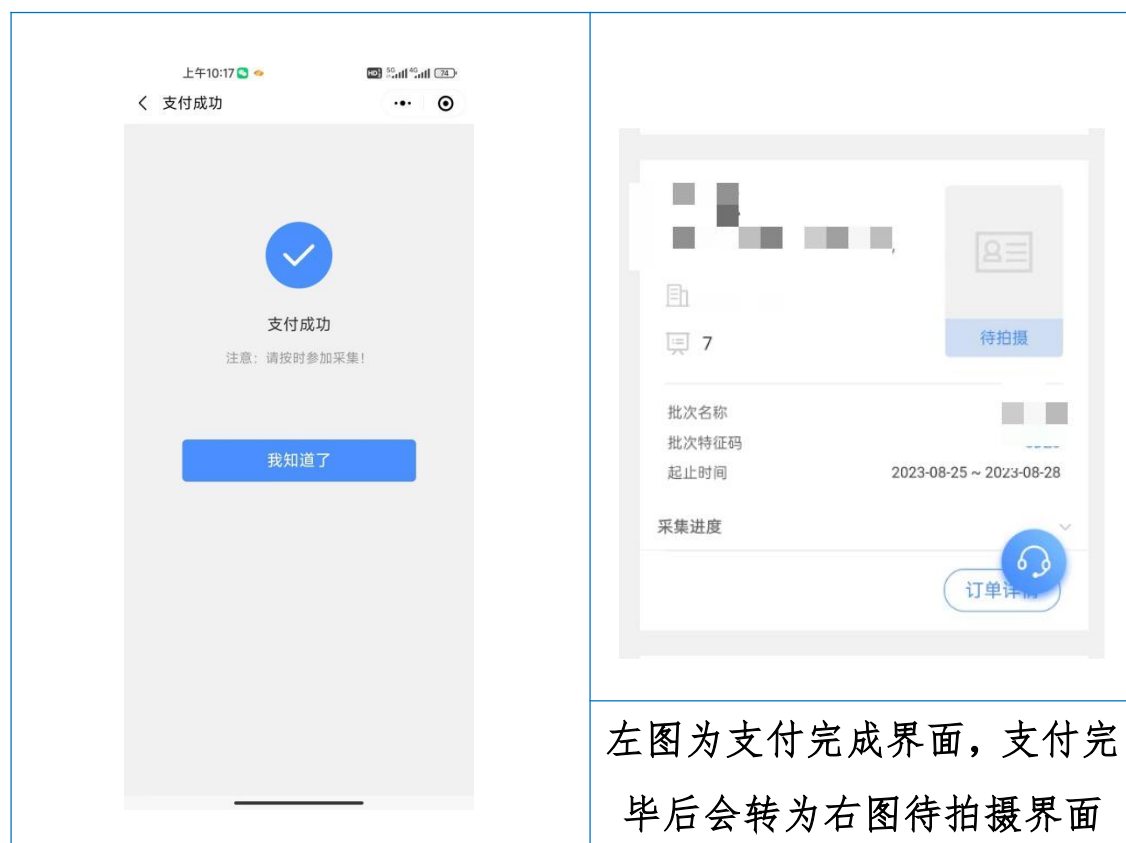 上午10:17
HD 5G 4G 74
支付成功
支付成功
注意：请按时参加采集！
我知道了
7
待拍摄
批次名称
批次特征码
起止时间 2023-08-25 ~ 2023-08-28
采集进度
左图为支付完成界面，支付完
毕后会转为右图待拍摄界面